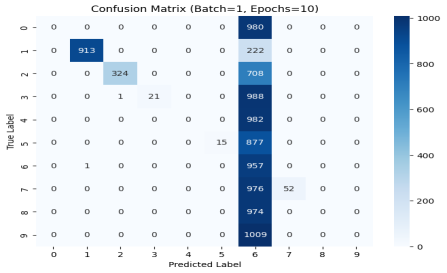 Confusion Matrix (Batch=1, Epochs=10)
0 0 0 0 0 0 0 980 0 0 0
1 0 913 0 0 0 0 222 0 0 0
2 0 0 324 0 0 0 708 0 0 0
3 0 0 1 21 0 0 988 0 0 0
4 0 0 0 0 0 0 982 0 0 0
5 0 0 0 0 0 15 877 0 0 0
6 0 1 0 0 0 0 957 0 0 0
7 0 0 0 0 0 0 976 52 0 0
8 0 0 0 0 0 0 974 0 0 0
9 0 0 0 0 0 0 1009 0 0 0
0 1 2 3 4 5 6 7 8 9
Predicted Label
True Label
1000
800
600
400
200
0